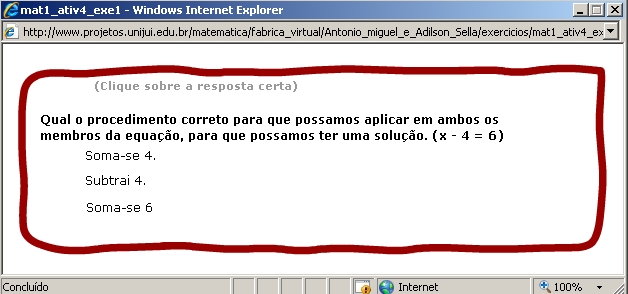 mat1_ativ4_exe1 - Windows Internet Explorer
http://www.projetos.unijui.edu.br/matematica/fabrica_virtual/Antonio_miguel_e_Adilson_Sella/exercicios/mat1_ativ4_ex
(Clique sobre a resposta certa)
Qual o procedimento correto para que possamos aplicar em ambos os
membros da equação, para que possamos ter uma solução. (x - 4 = 6)
Soma-se 4.
Subtrai 4.
Soma-se 6
Concluído
Internet
100%